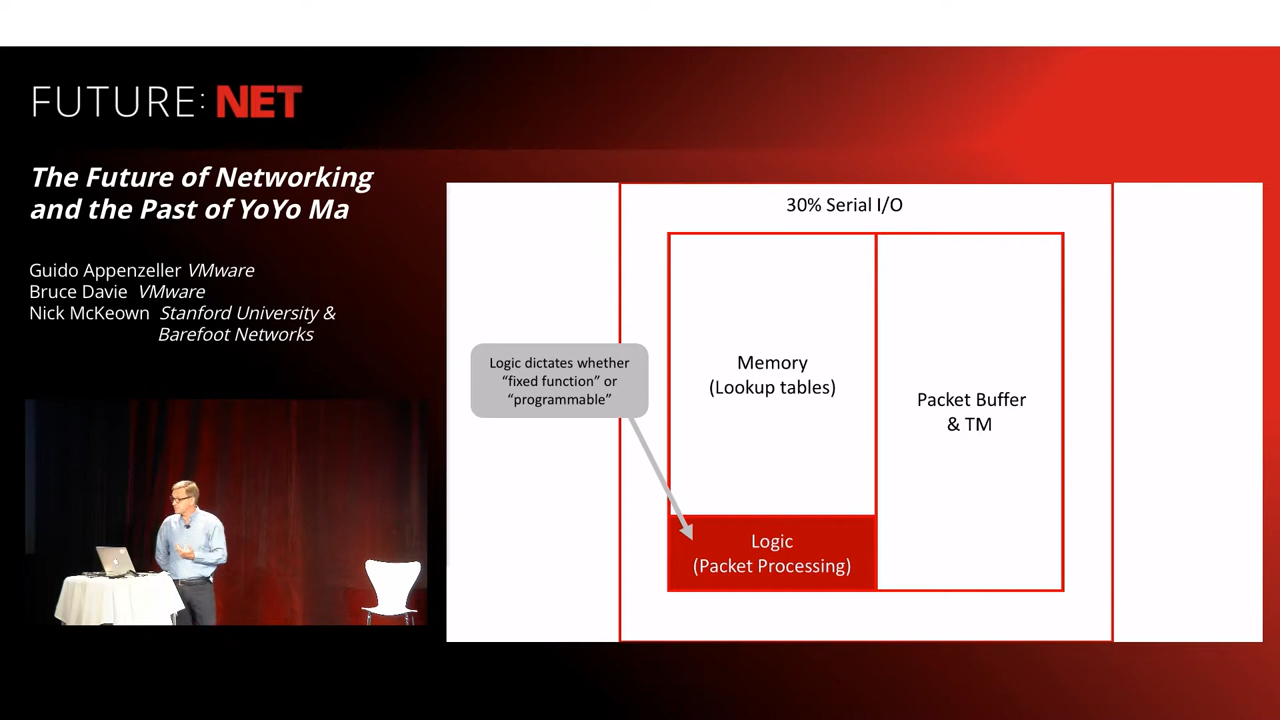 FUTURE: NET
The Future of Networking
and the Past of YoYo Ma
Guido Appenzeller VMware
Bruce Davie VMware
Nick McKeown Stanford University &
Barefoot Networks
30% Serial I/O
Logic dictates whether
“fixed function” or
“programmable”
Memory
(Lookup tables)
Packet Buffer
& TM
Logic
(Packet Processing)